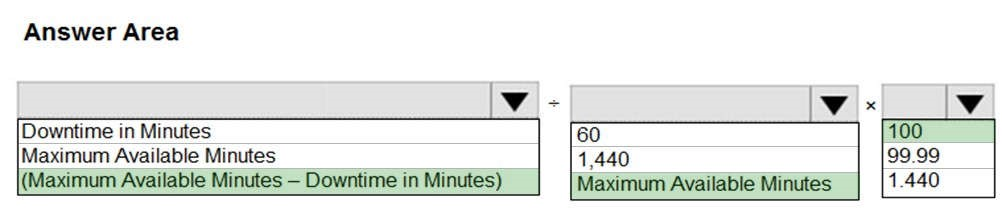 Answer Area
÷ ×
Downtime in Minutes 60 100
Maximum Available Minutes 1,440 99.99
(Maximum Available Minutes – Downtime in Minutes) Maximum Available Minutes 1.440